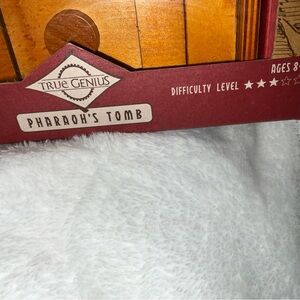 TRUE GENIUS
AGES 8+
DIFFICULTY LEVEL ★★★☆☆
PHARAOH'S TOMB